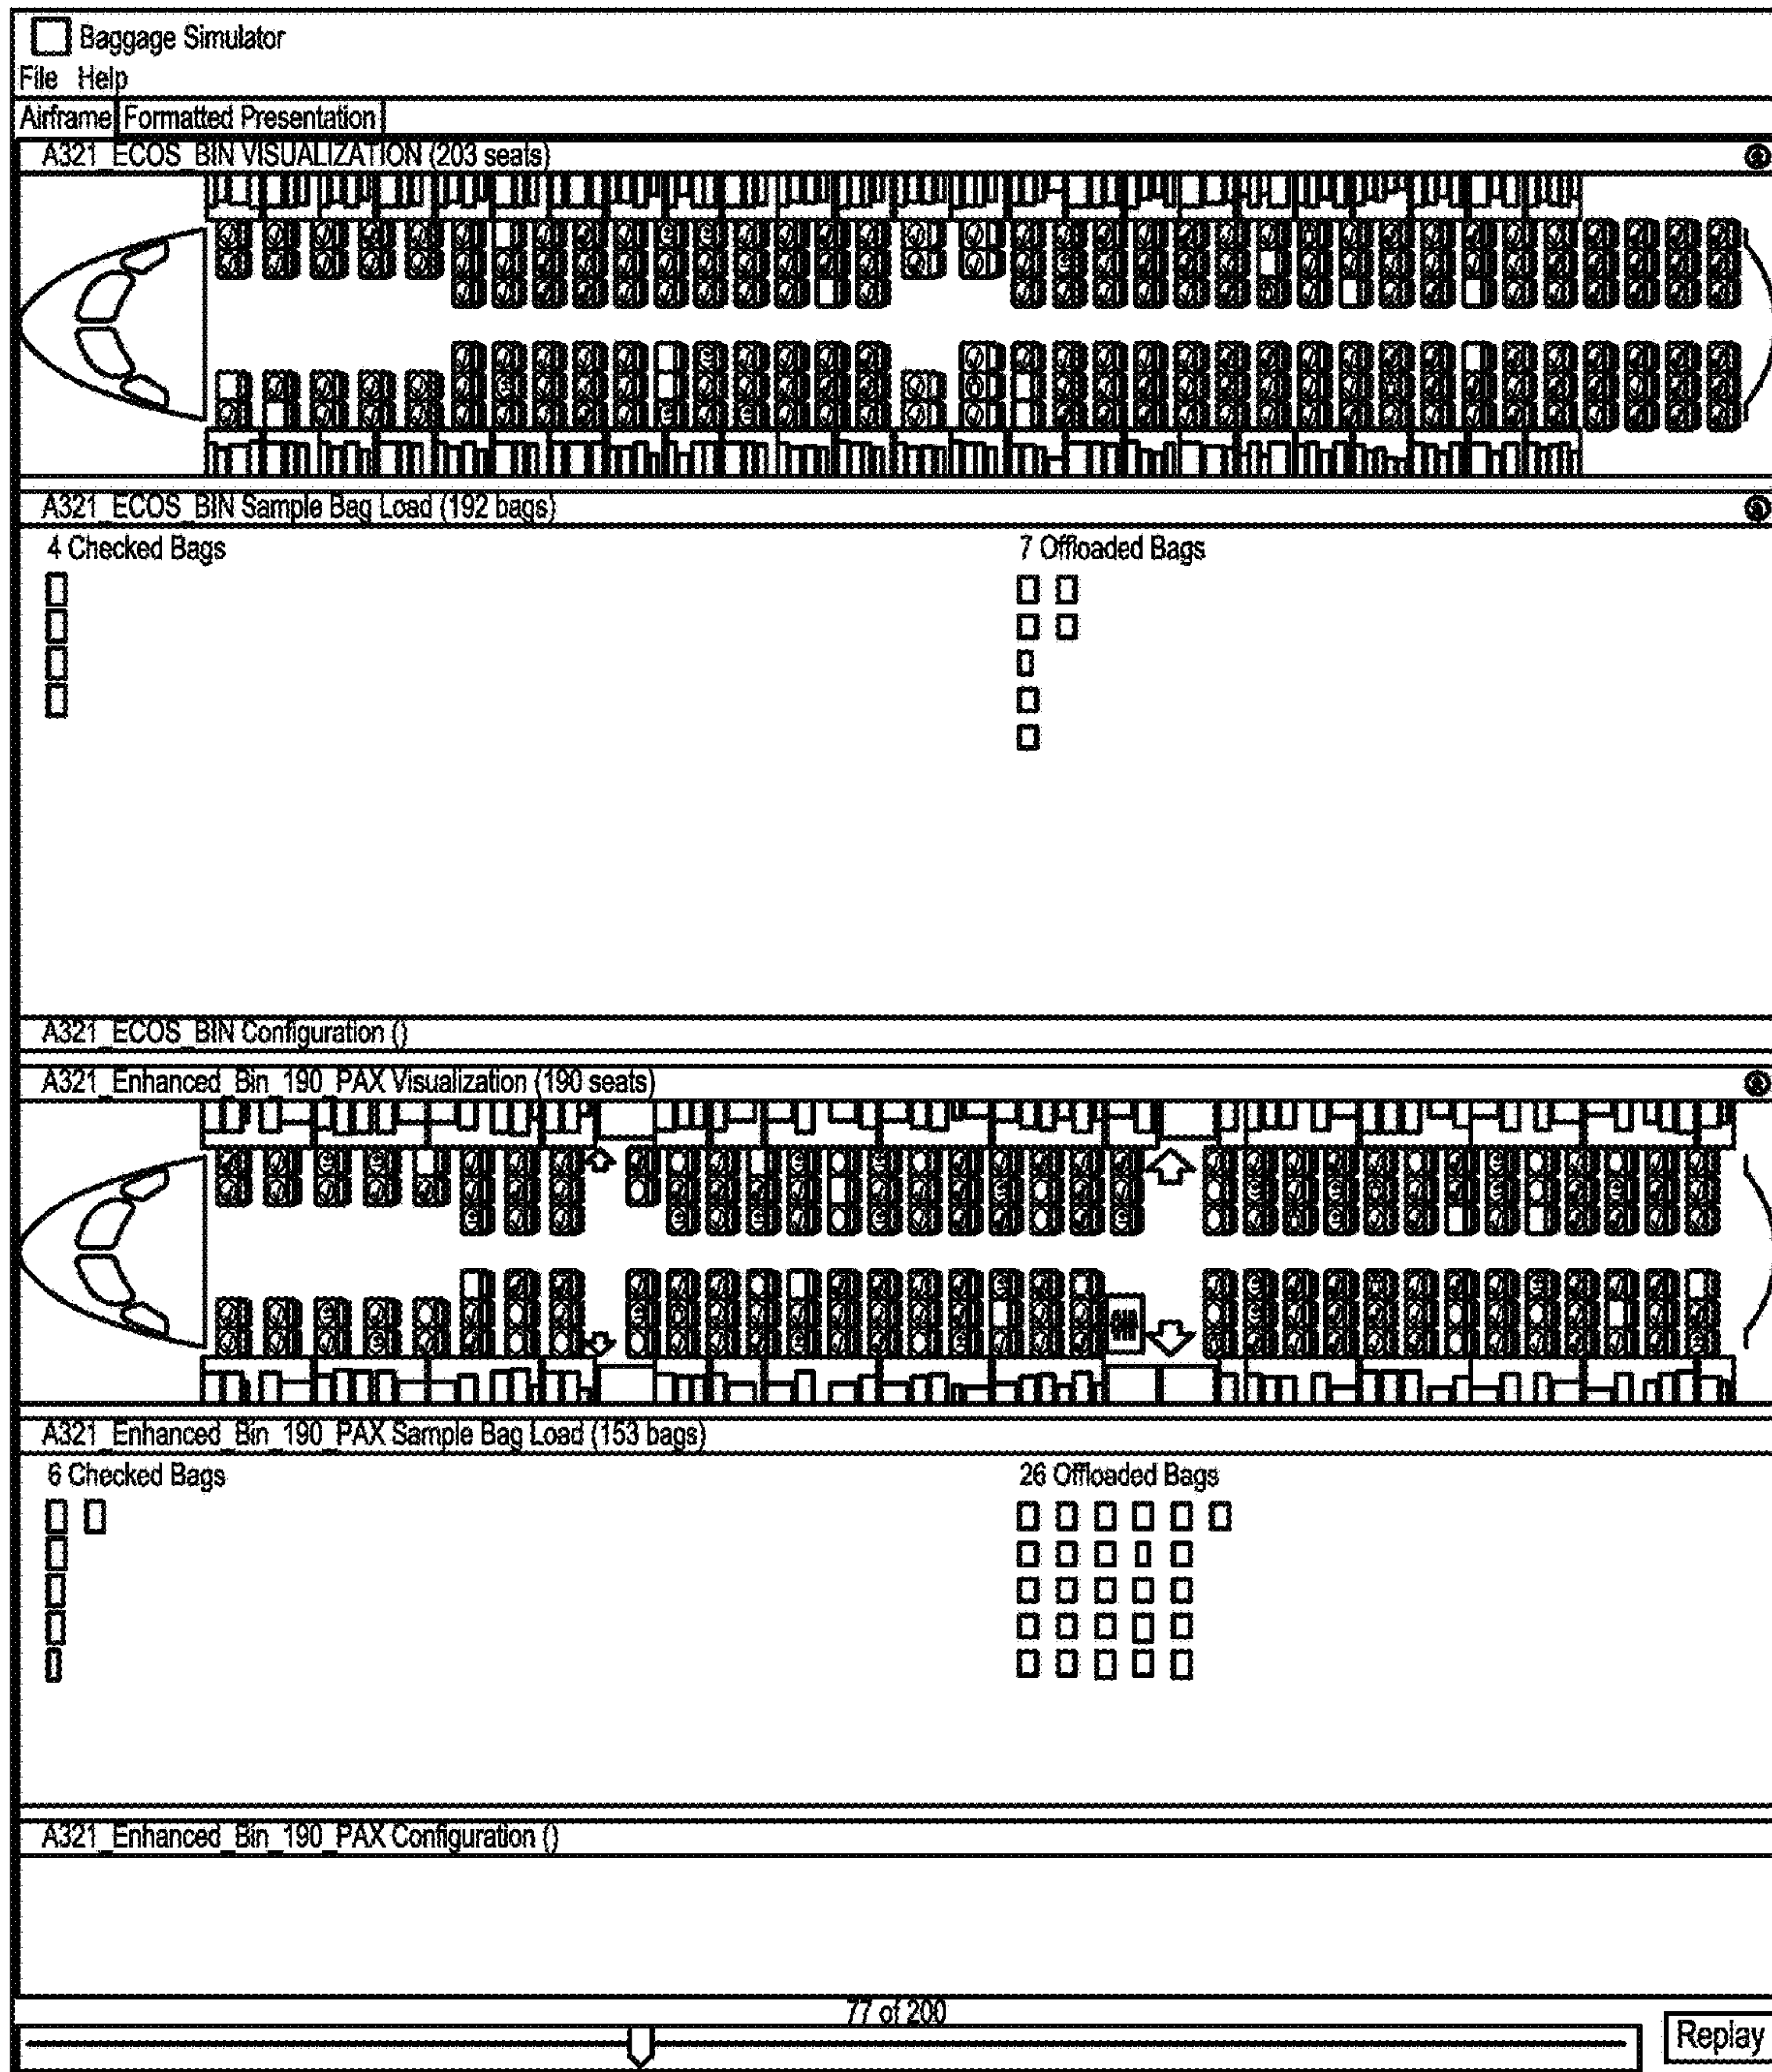 Baggage Simulator
File Help
Airframe Formatted Presentation
A321_ECOS_BIN VISUALIZATION (203 seats)
A321_ECOS_BIN Sample Bag Load (192 bags)
4 Checked Bags 7 Offloaded Bags
A321_ECOS_BIN Configuration ()
A321_Enhanced_Bin_190_PAX Visualization (190 seats)
A321_Enhanced_Bin_190_PAX Sample Bag Load (153 bags)
6 Checked Bags 26 Offloaded Bags
A321_Enhanced_Bin_190_PAX Configuration ()
77 of 200
Replay